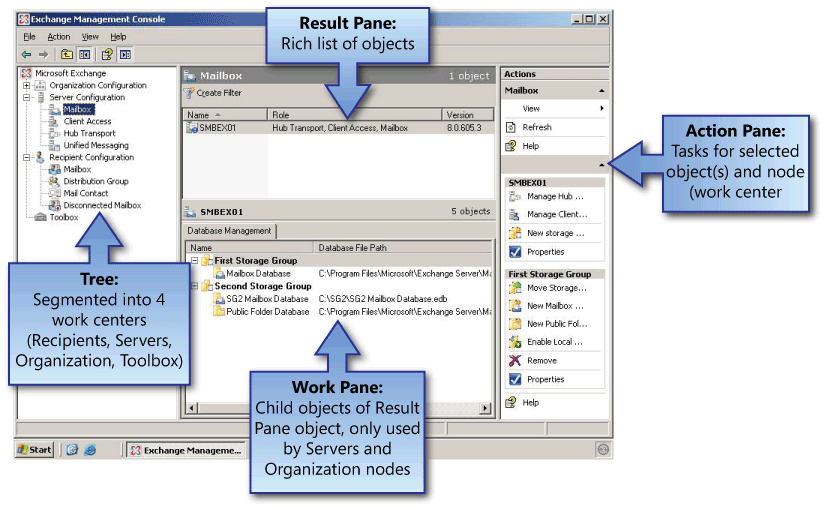 Result Pane:
Rich list of objects
Exchange Management Console
File Action View Help
Microsoft Exchange
Organization Configuration
Server Configuration
Mailbox
Client Access
Hub Transport
Unified Messaging
Recipient Configuration
Mailbox
Distribution Group
Mail Contact
Disconnected Mailbox
Toolbox
Tree:
Segmented into 4
work centers
(Recipients, Servers,
Organization, Toolbox)
Mailbox 1 object
Create Filter
Name Role Version
SMBEX01 Hub Transport, Client Access, Mailbox 8.0.605.3
SMBEX01 5 objects
Database Management
Name Database File Path
First Storage Group
Mailbox Database C:\Program Files\Microsoft\Exchange Server\Ma
Second Storage Group
SG2 Mailbox Database C:\SG2\SG2 Mailbox Database.edb
Public Folder Database C:\Program Files\Microsoft\Exchange Server\Ma
Work Pane:
Child objects of Result
Pane object, only used
by Servers and
Organization nodes
Actions
Mailbox
View
Refresh
Help
SMBEX01
Manage Hub ...
Manage Client...
New storage ...
Properties
First Storage Group
Move Storage...
New Mailbox ...
New Public Fol...
Enable Local ...
Remove
Properties
Help
Action Pane:
Tasks for selected
object(s) and node
(work center
Start Exchange Manageme...